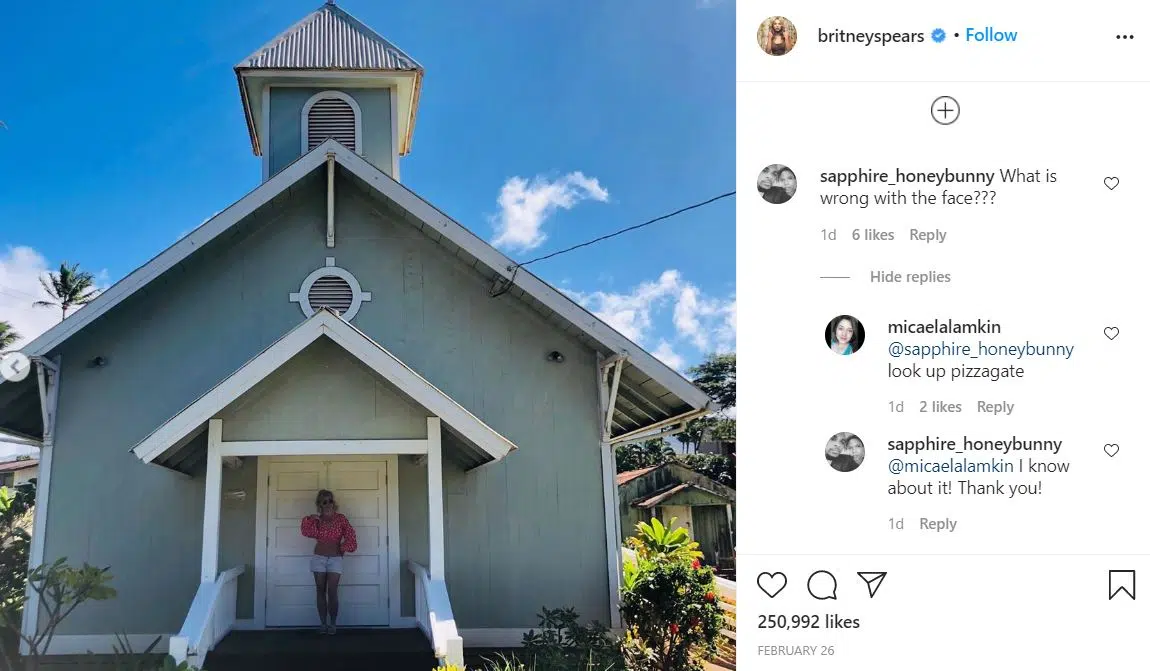 britneyspears • Follow
sapphire_honeybunny What is
wrong with the face???
1d 6 likes Reply
Hide replies
micaelalamkin
@sapphire_honeybunny
look up pizzagate
1d 2 likes Reply
sapphire_honeybunny
@micaelalamkin I know
about it! Thank you!
1d Reply
250,992 likes
FEBRUARY 26